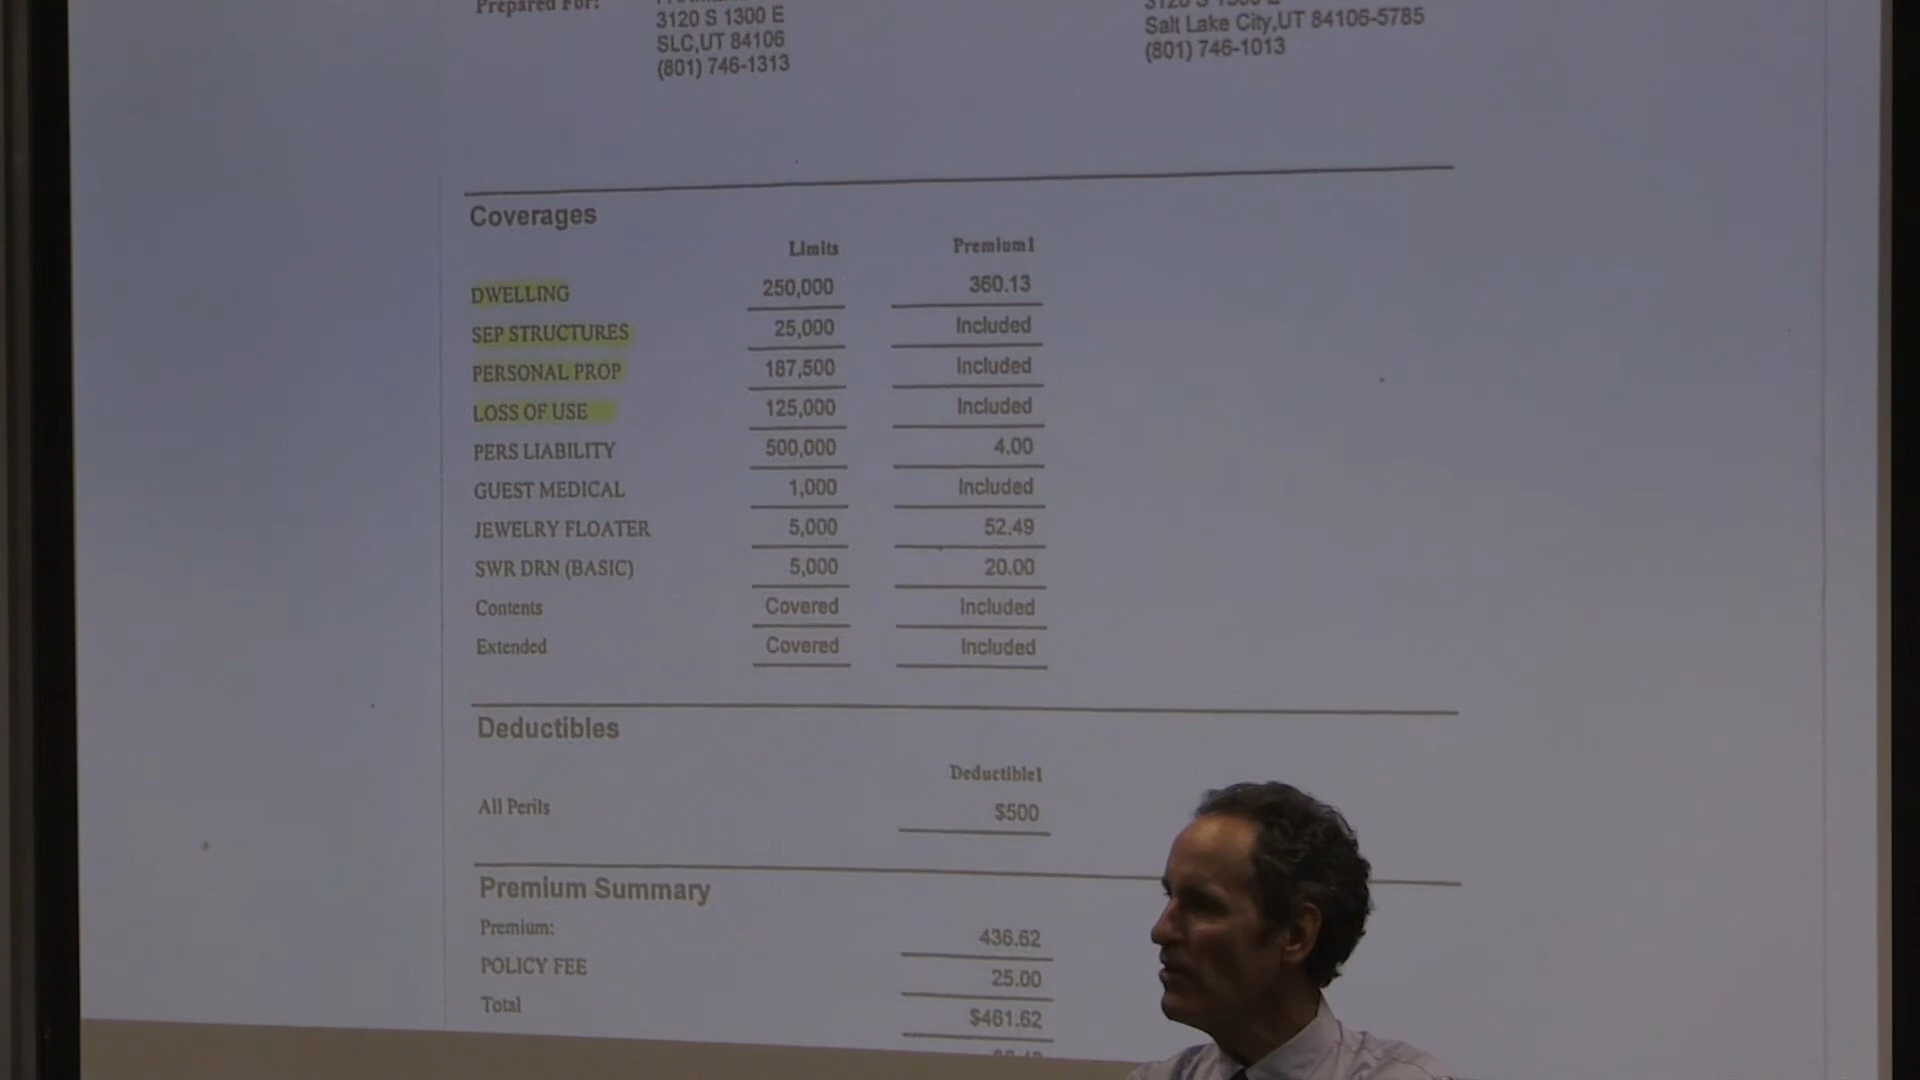 Prepared For:
3120 S 1300 E
SLC,UT 84106
(801) 746-1313
Salt Lake City,UT 84106-5785
(801) 746-1013
Coverages
Limits Premium1
DWELLING 250,000 360.13
SEP STRUCTURES 25,000 Included
PERSONAL PROP 187,500 Included
LOSS OF USE 125,000 Included
PERS LIABILITY 500,000 4.00
GUEST MEDICAL 1,000 Included
JEWELRY FLOATER 5,000 52.49
SWR DRN (BASIC) 5,000 20.00
Contents Covered Included
Extended Covered Included
Deductibles
Deductible1
All Perils $500
Premium Summary
Premium: 436.62
POLICY FEE 25.00
Total $461.62